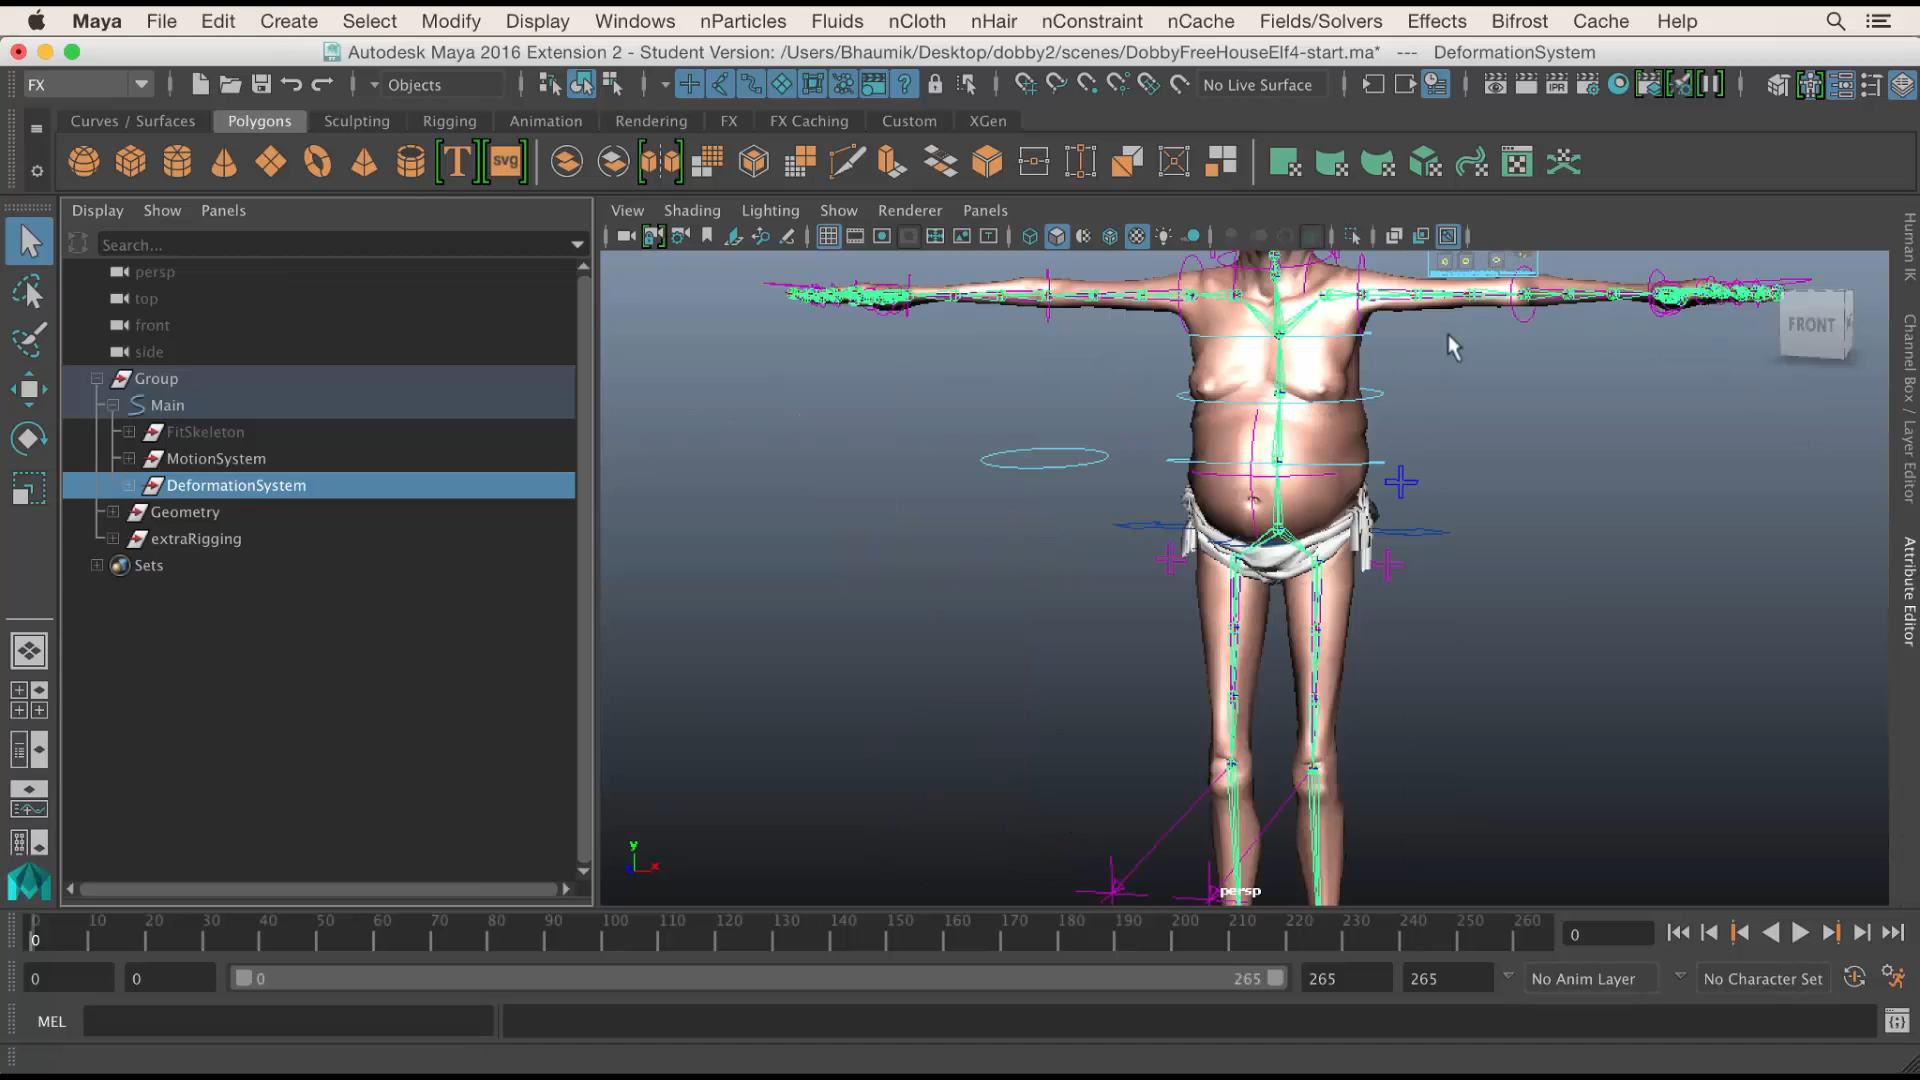 Maya File Edit Create Select Modify Display Windows nParticles Fluids nCloth nHair nConstraint nCache Fields/Solvers Effects Bifrost Cache Help
Autodesk Maya 2016 Extension 2 - Student Version: /Users/Bhaumik/Desktop/dobby2/scenes/DobbyFreeHouseElf4-start.ma* --- DeformationSystem
FX Objects No Live Surface
Curves / Surfaces Polygons Sculpting Rigging Animation Rendering FX FX Caching Custom XGen
T svg
Display Show Panels
View Shading Lighting Show Renderer Panels
Search...
persp
top
front
side
Group
Main
FitSkeleton
MotionSystem
DeformationSystem
Geometry
extraRigging
Sets
FRONT
Human IK
Channel Box / Layer Editor
Attribute Editor
y
x
persp
0 10 20 30 40 50 60 70 80 90 100 110 120 130 140 150 160 170 180 190 200 210 220 230 240 250 260
0 0
0 0 0 265 265 265 No Anim Layer No Character Set
MEL